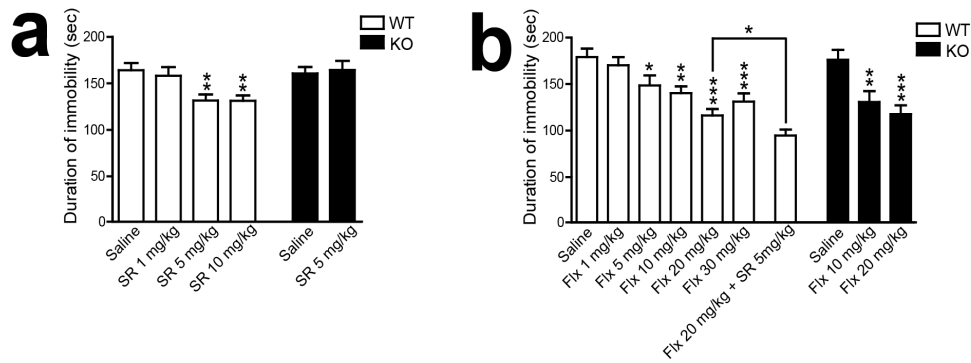 a
WT
KO
Duration of immobility (sec)
200
150
100
50
0
**
**
Saline
SR 1 mg/kg
SR 5 mg/kg
SR 10 mg/kg
Saline
SR 5 mg/kg
b
WT
KO
Duration of immobility (sec)
200
150
100
50
0
*
**
***
***
*
**
***
Saline
Flx 1 mg/kg
Flx 5 mg/kg
Flx 10 mg/kg
Flx 20 mg/kg
Flx 30 mg/kg
Flx 20 mg/kg + SR 5mg/kg
Saline
Flx 10 mg/kg
Flx 20 mg/kg